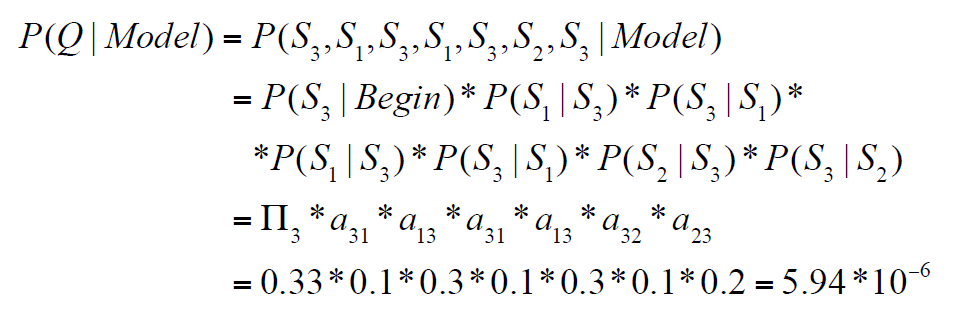 P(Q | Model) = P(S₃,S₁,S₃,S₁,S₃,S₂,S₃ | Model)
= P(S₃ | Begin) * P(S₁ | S₃) * P(S₃ | S₁) *
*P(S₁ | S₃) * P(S₃ | S₁) * P(S₂ | S₃) * P(S₃ | S₂)
= Π₃ * a₃₁ * a₁₃ * a₃₁ * a₁₃ * a₃₂ * a₂₃
= 0.33 * 0.1 * 0.3 * 0.1 * 0.3 * 0.1 * 0.2 = 5.94 * 10⁻⁶